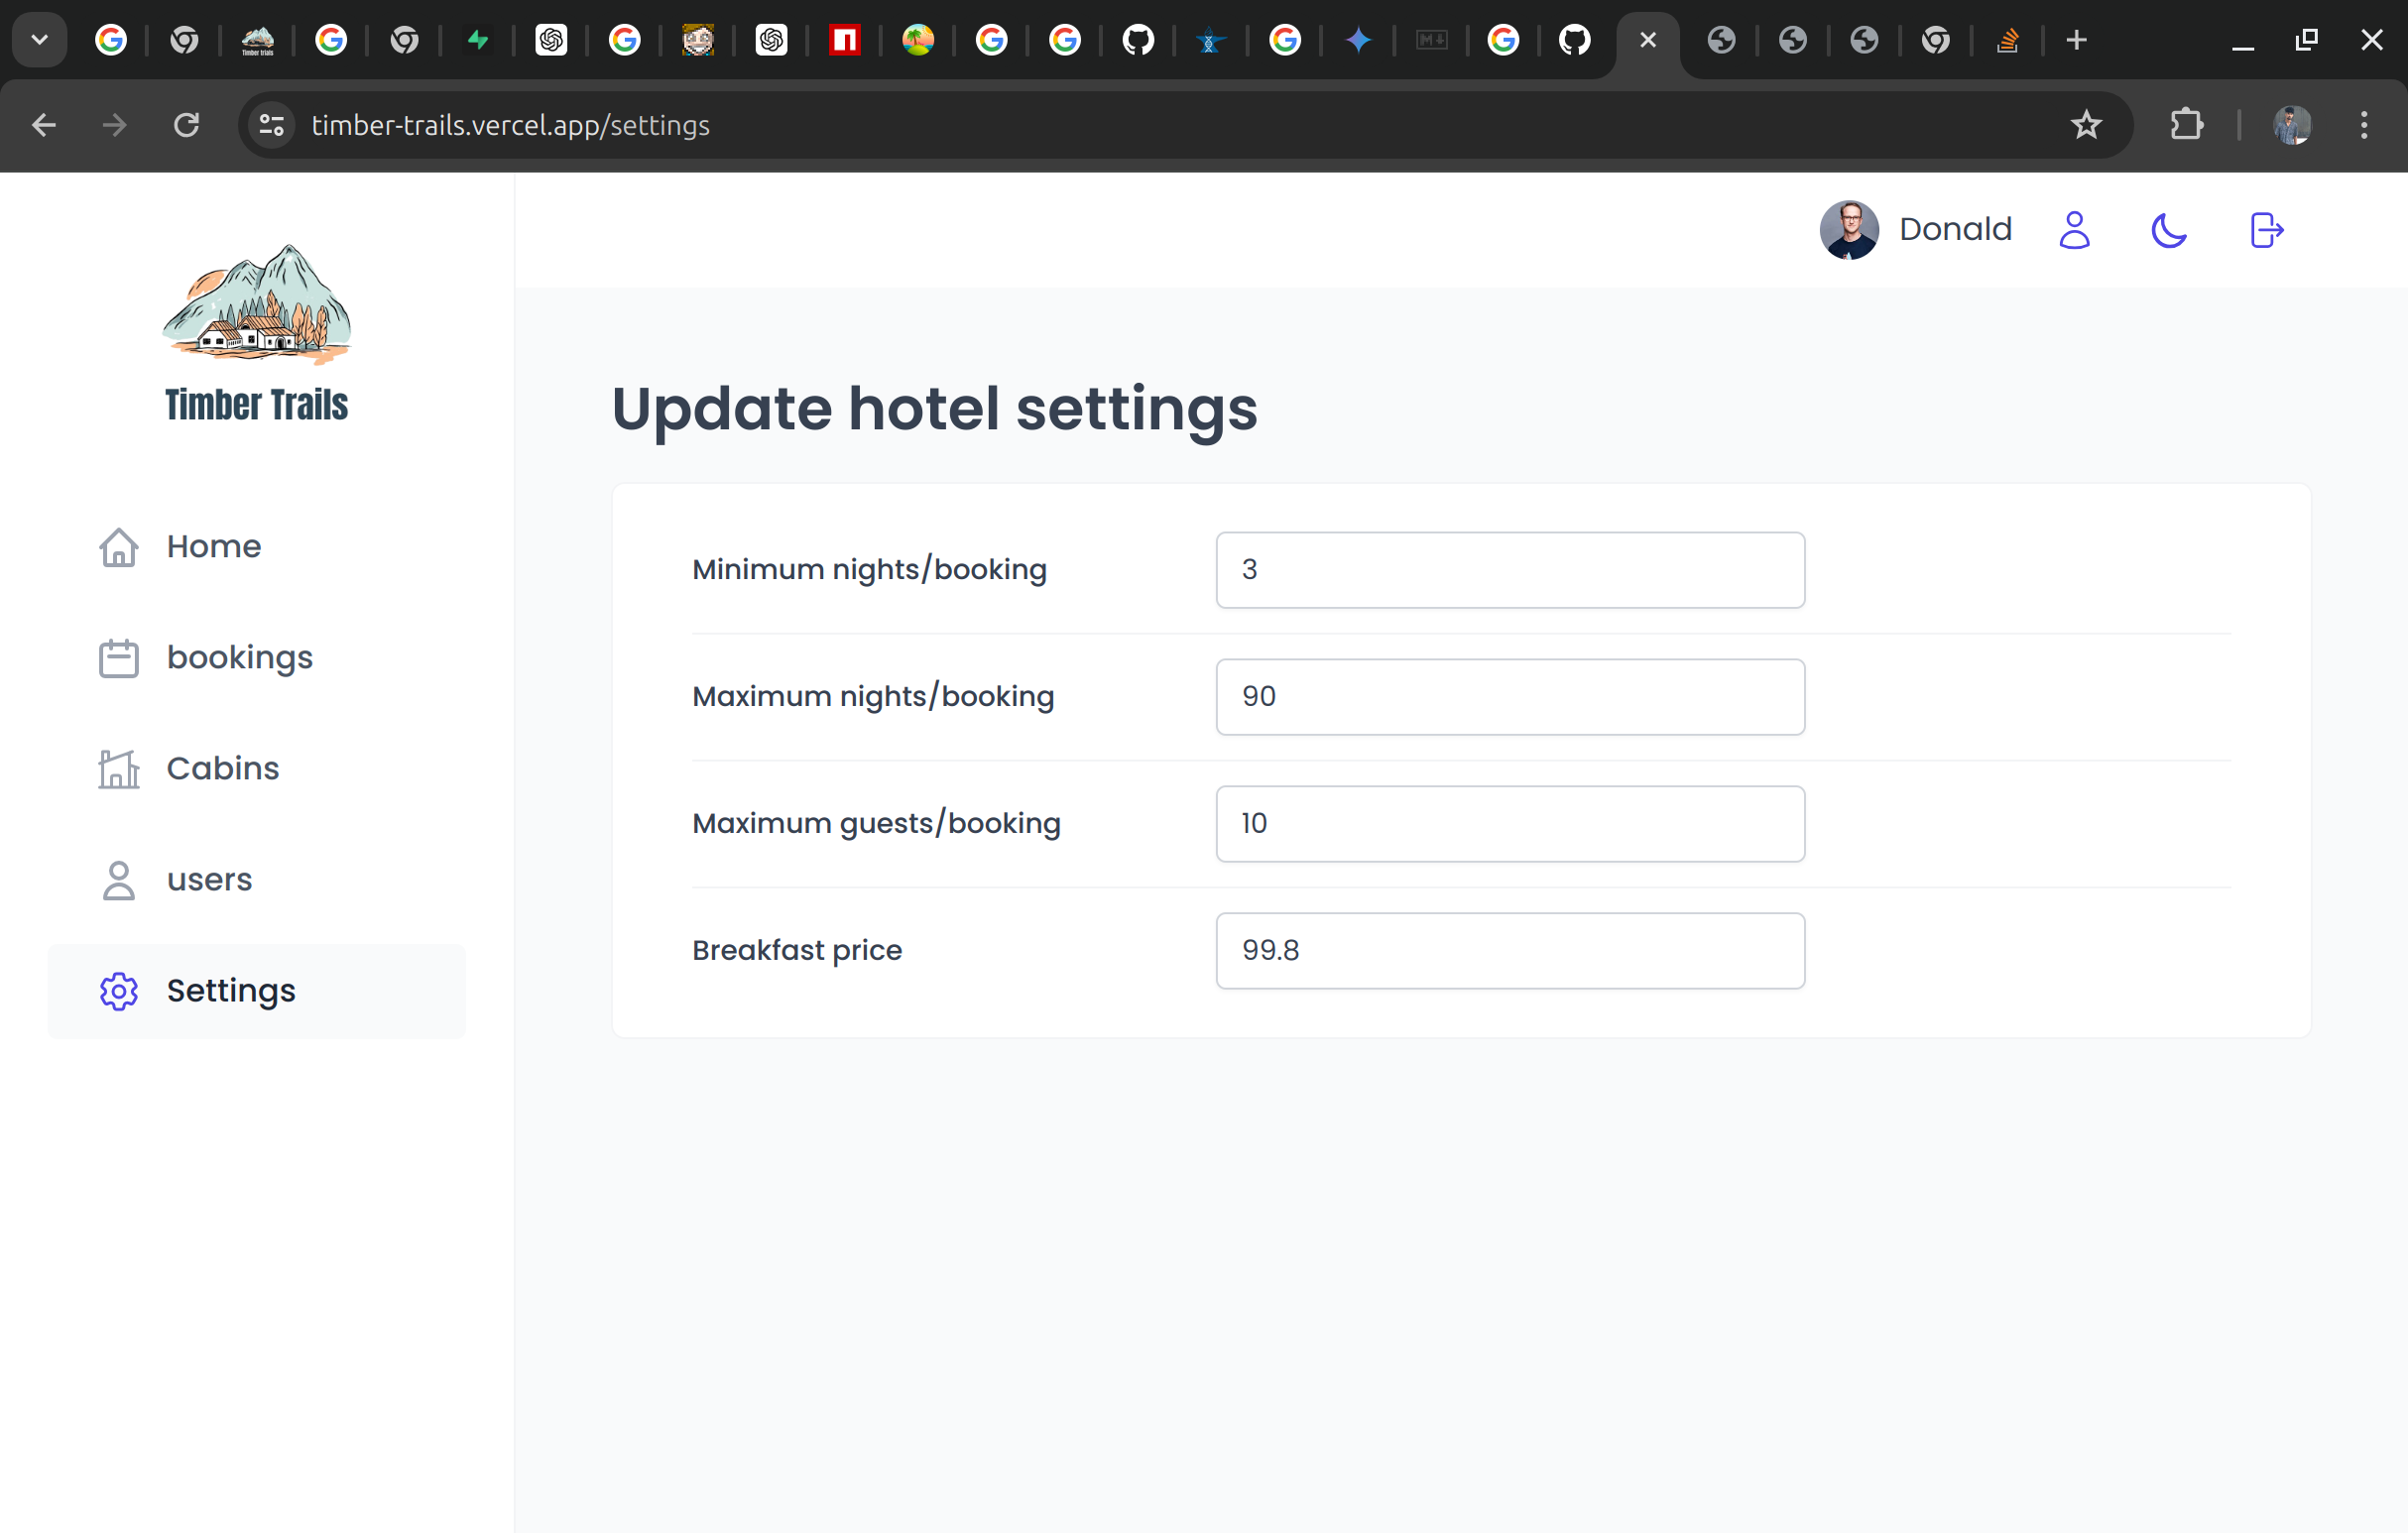 timber-trails.vercel.app/settings
Donald
Timber Trails
Home
bookings
Cabins
users
Settings
Update hotel settings
Minimum nights/booking
3
Maximum nights/booking
90
Maximum guests/booking
10
Breakfast price
99.8